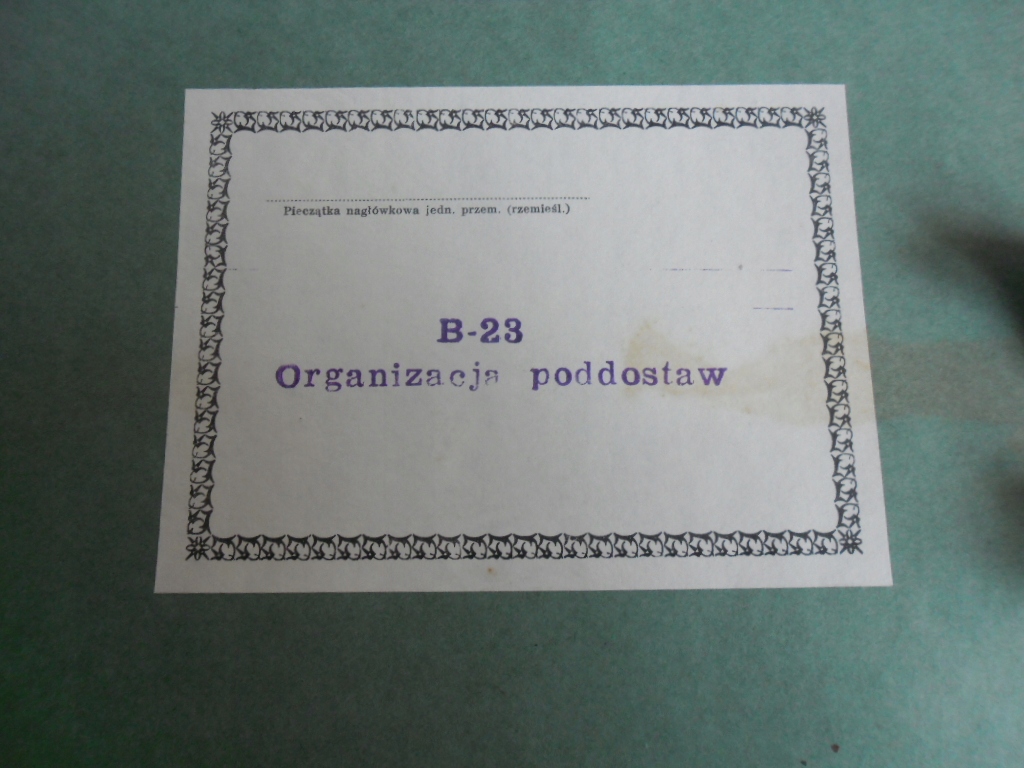 Pieczątka nagłówkowa jedn. przem. (rzemieśl.)
B-23
Organizacja poddostaw